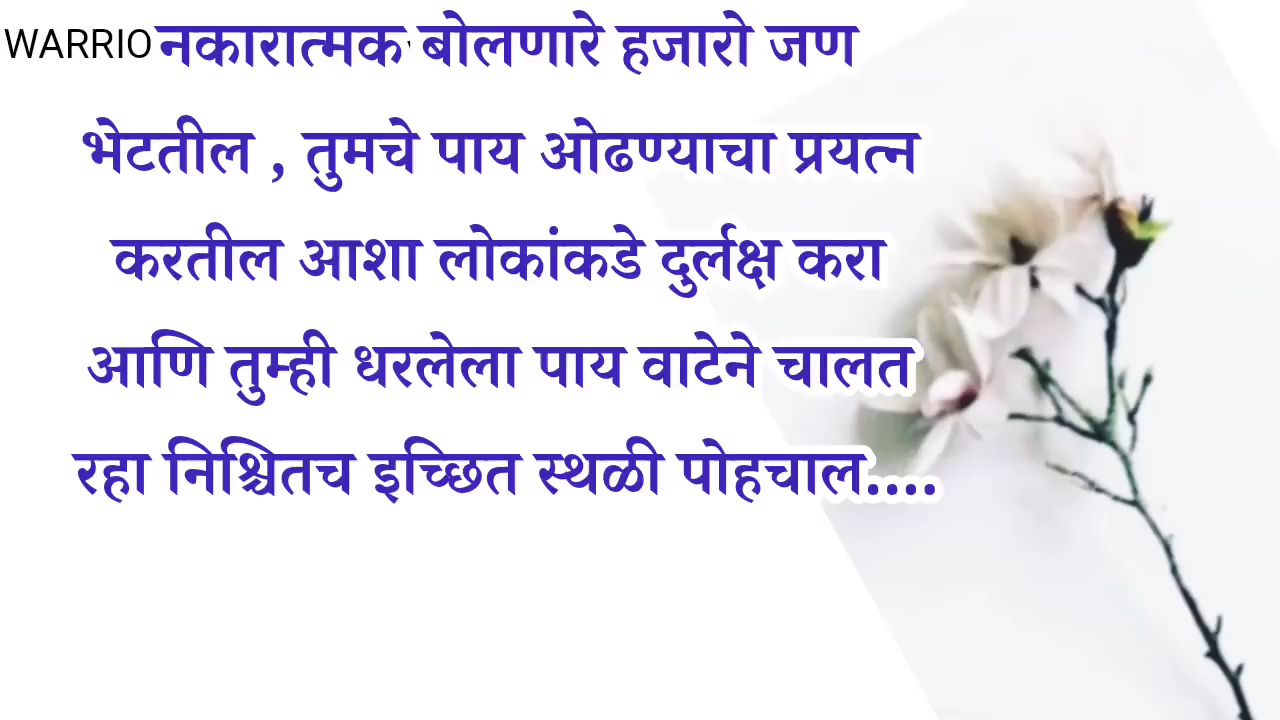 WARRIO नकारात्मक बोलणारे हजारो जण
भेटतील , तुमचे पाय ओढण्याचा प्रयत्न
करतील आशा लोकांकडे दुर्लक्ष करा
आणि तुम्ही धरलेला पाय वाटेने चालत
रहा निश्चितच इच्छित स्थळी पोहचाल....